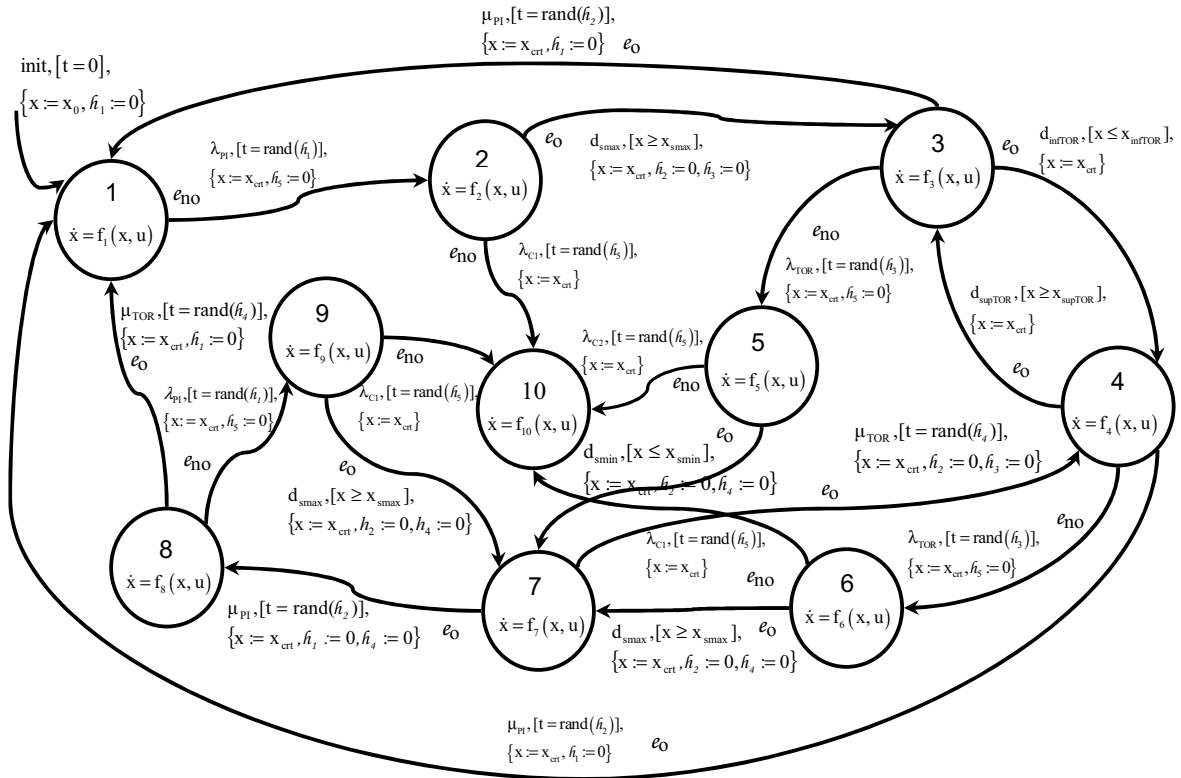 μPI,[t = rand(h2)],
{x := xcrt,h1:= 0} eo
init,[t = 0],
{x := x0, h1 := 0}
1
ẋ = f1(x, u)
λPI,[t = rand(h1)],
{x := xcrt, h5 := 0}
eno
2
ẋ = f2(x, u)
eo
dsmax,[x ≥ xsmax],
{x := xcrt, h2 := 0, h3 := 0}
3
ẋ = f3(x, u)
eo
dinfTOR,[x ≤ xinfTOR],
{x := xcrt}
eno
λC1,[t = rand(h5)],
{x := xcrt}
eno
λTOR,[t = rand(h3)],
{x := xcrt, h5 := 0}
dsupTOR,[x ≥ xsupTOR],
{x := xcrt}
eo
μTOR,[t = rand(h4)],
{x := xcrt, h1 := 0}
eo
9
ẋ = f9(x, u)
eno
λC2,[t = rand(h5)],
{x := xcrt}
eno
5
ẋ = f5(x, u)
eo
4
ẋ = f4(x, u)
λPI,[t = rand(h1)],
{x := xcrt, h5 := 0}
eno
λC1,[t = rand(h5)],
{x := xcrt}
10
ẋ = f10(x, u)
eo
dsmax,[x ≥ xsmax],
{x := xcrt, h2 := 0, h4 := 0}
dsmin,[x ≤ xsmin],
{x := xcrt, h2 := 0, h4 := 0}
μTOR,[t = rand(h4)],
{x := xcrt, h2 := 0, h3 := 0}
eo
eno
8
ẋ = f8(x, u)
7
ẋ = f7(x, u)
λC1,[t = rand(h5)],
{x := xcrt}
eno
6
ẋ = f6(x, u)
λTOR,[t = rand(h3)],
{x := xcrt, h5 := 0}
μPI,[t = rand(h2)],
{x := xcrt, h1 := 0, h4 := 0}
eo
dsmax,[x ≥ xsmax],
{x := xcrt, h2 := 0, h4 := 0}
eo
μPI,[t = rand(h2)],
{x := xcrt, h1 := 0}
eo